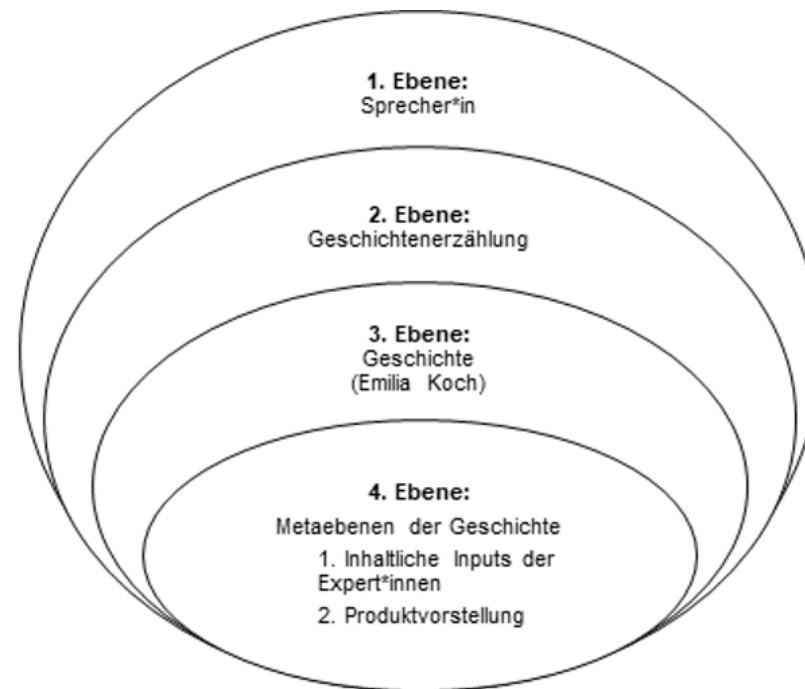 1. Ebene:
Sprecher*in
2. Ebene:
Geschichtenerzählung
3. Ebene:
Geschichte
(Emilia Koch)
4. Ebene:
Metaebenen der Geschichte
1. Inhaltliche Inputs der
Expert*innen
2. Produktvorstellung